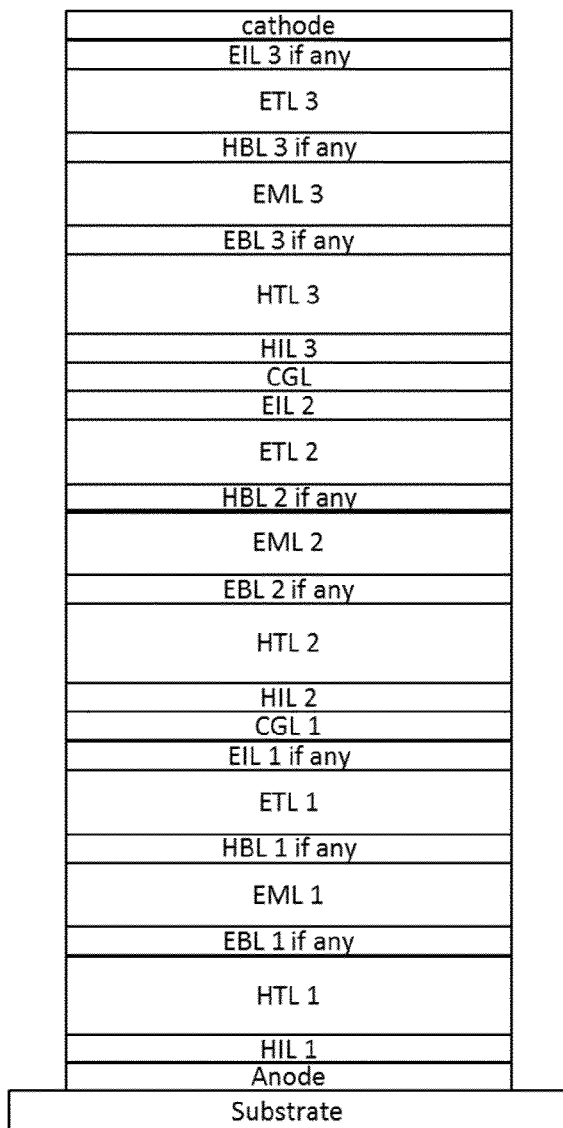 cathode
EIL 3 if any
ETL 3
HBL 3 if any
EML 3
EBL 3 if any
HTL 3
HIL 3
CGL
EIL 2
ETL 2
HBL 2 if any
EML 2
EBL 2 if any
HTL 2
HIL 2
CGL 1
EIL 1 if any
ETL 1
HBL 1 if any
EML 1
EBL 1 if any
HTL 1
HIL 1
Anode
Substrate